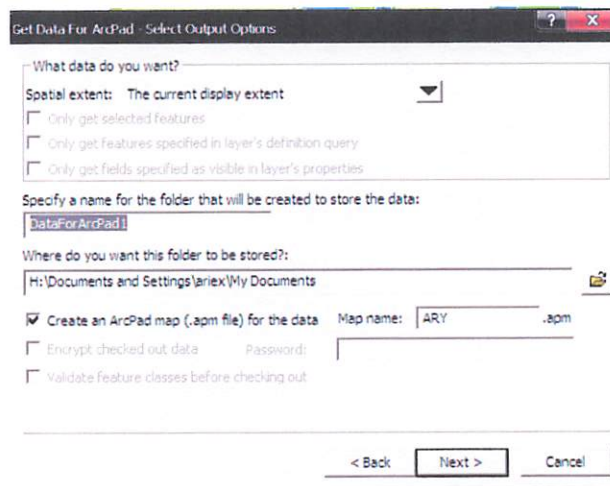 Get Data For ArcPad - Select Output Options
What data do you want?
Spatial extent: The current display extent
Only get selected features
Only get features specified in layer's definition query
Only get fields specified as visible in layer's properties
Specify a name for the folder that will be created to store the data:
DataForArcPad1
Where do you want this folder to be stored?:
H:\Documents and Settings\ariex\My Documents
Create an ArcPad map (.apm file) for the data Map name: ARY .apm
Encrypt checked out data Password:
Validate feature classes before checking out
< Back Next > Cancel